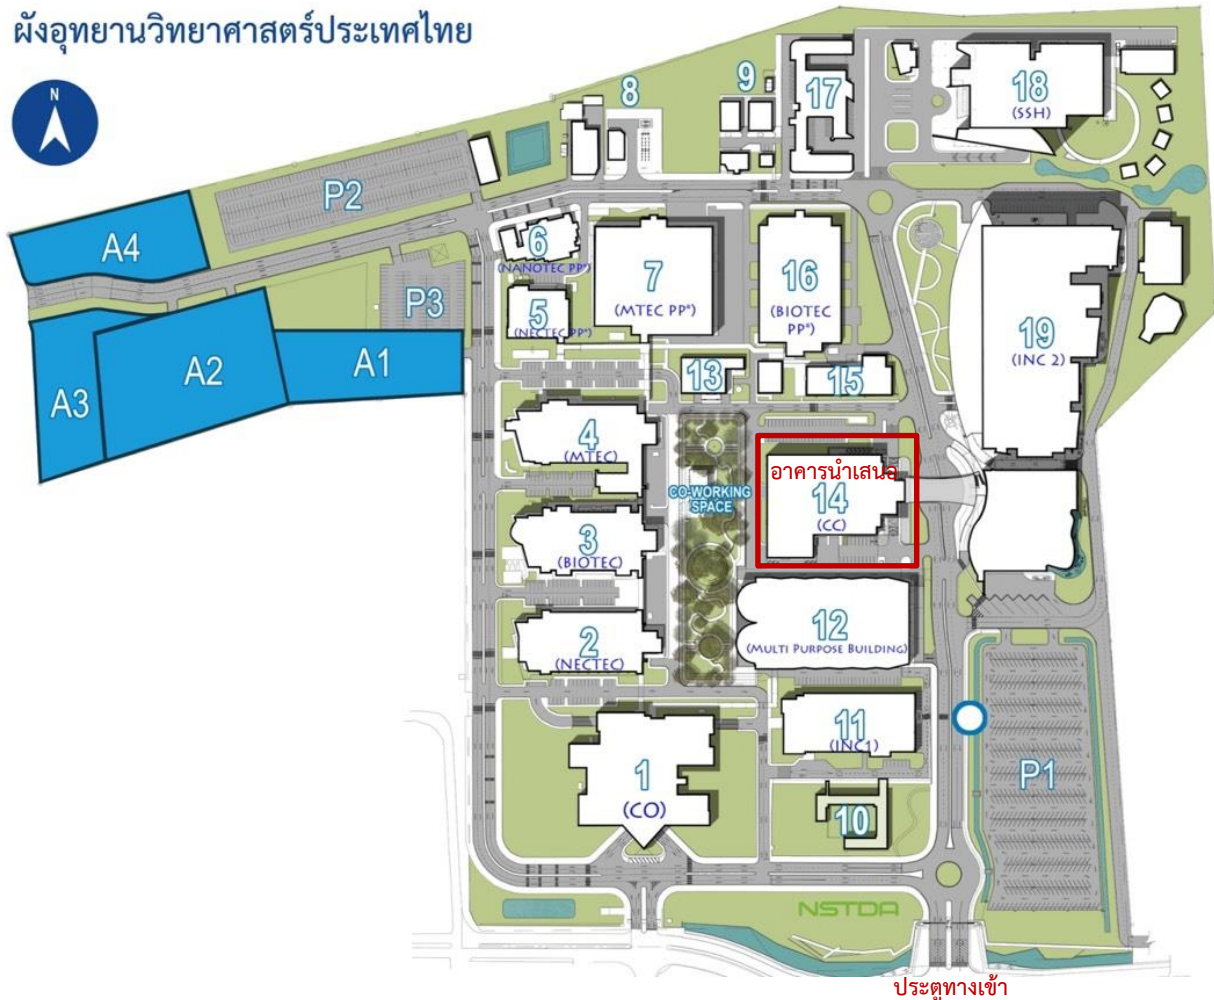 ผังอุทยานวิทยาศาสตร์ประเทศไทย
N
8
9
17
18
(SSH)
P2
A4
6
(NANOTEC PP*)
7
(MTEC PP*)
16
(BIOTEC
PP*)
P3
5
(NECTEC PP*)
19
(INC 2)
A3
A2
A1
13
15
4
(MTEC)
CO-WORKING
SPACE
อาคารนำเสนอ
14
(CC)
3
(BIOTEC)
2
(NECTEC)
12
(MULTI PURPOSE BUILDING)
11
(INC1)
1
(CO)
P1
10
NSTDA
ประตูทางเข้า